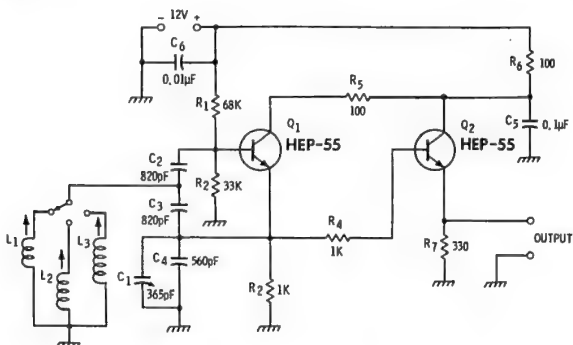 − 12V +
C6
0.01µF
R1 68K
R5
100
R6
100
Q1
HEP-55
Q2
HEP-55
C5
0.1µF
C2
820pF
R2 33K
C3
820pF
R4
1K
L1
L2
L3
C1
365pF
C4 560pF
R2 1K
R7 330
OUTPUT